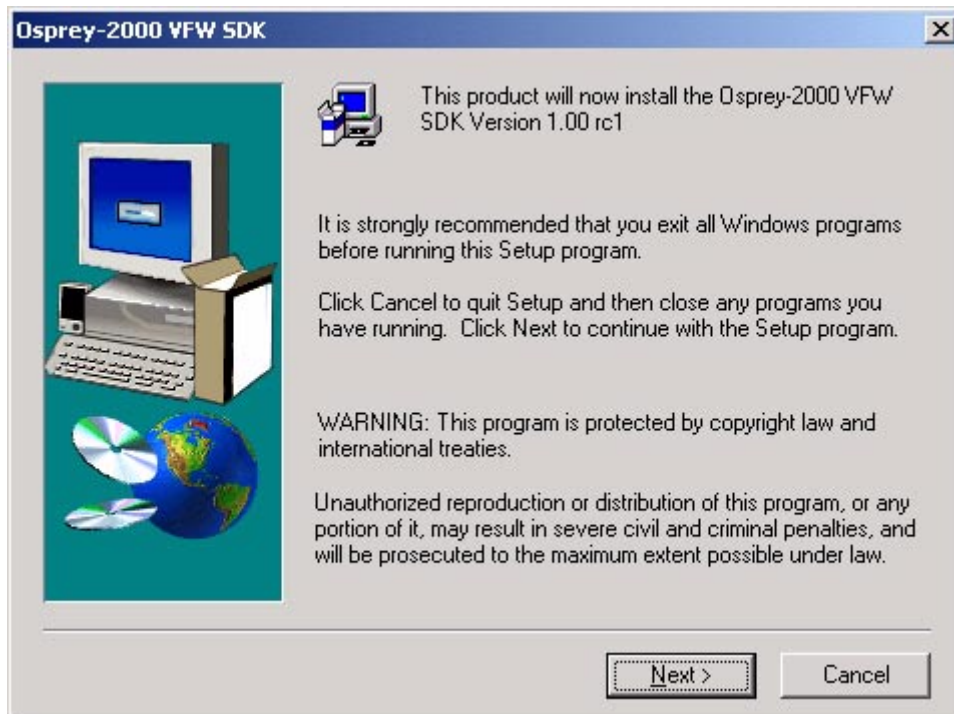 Osprey-2000 VFW SDK
This product will now install the Osprey-2000 VFW
SDK Version 1.00 rc1
It is strongly recommended that you exit all Windows programs
before running this Setup program.
Click Cancel to quit Setup and then close any programs you
have running.  Click Next to continue with the Setup program.
WARNING: This program is protected by copyright law and
international treaties.
Unauthorized reproduction or distribution of this program, or any
portion of it, may result in severe civil and criminal penalties, and
will be prosecuted to the maximum extent possible under law.
Next >
Cancel